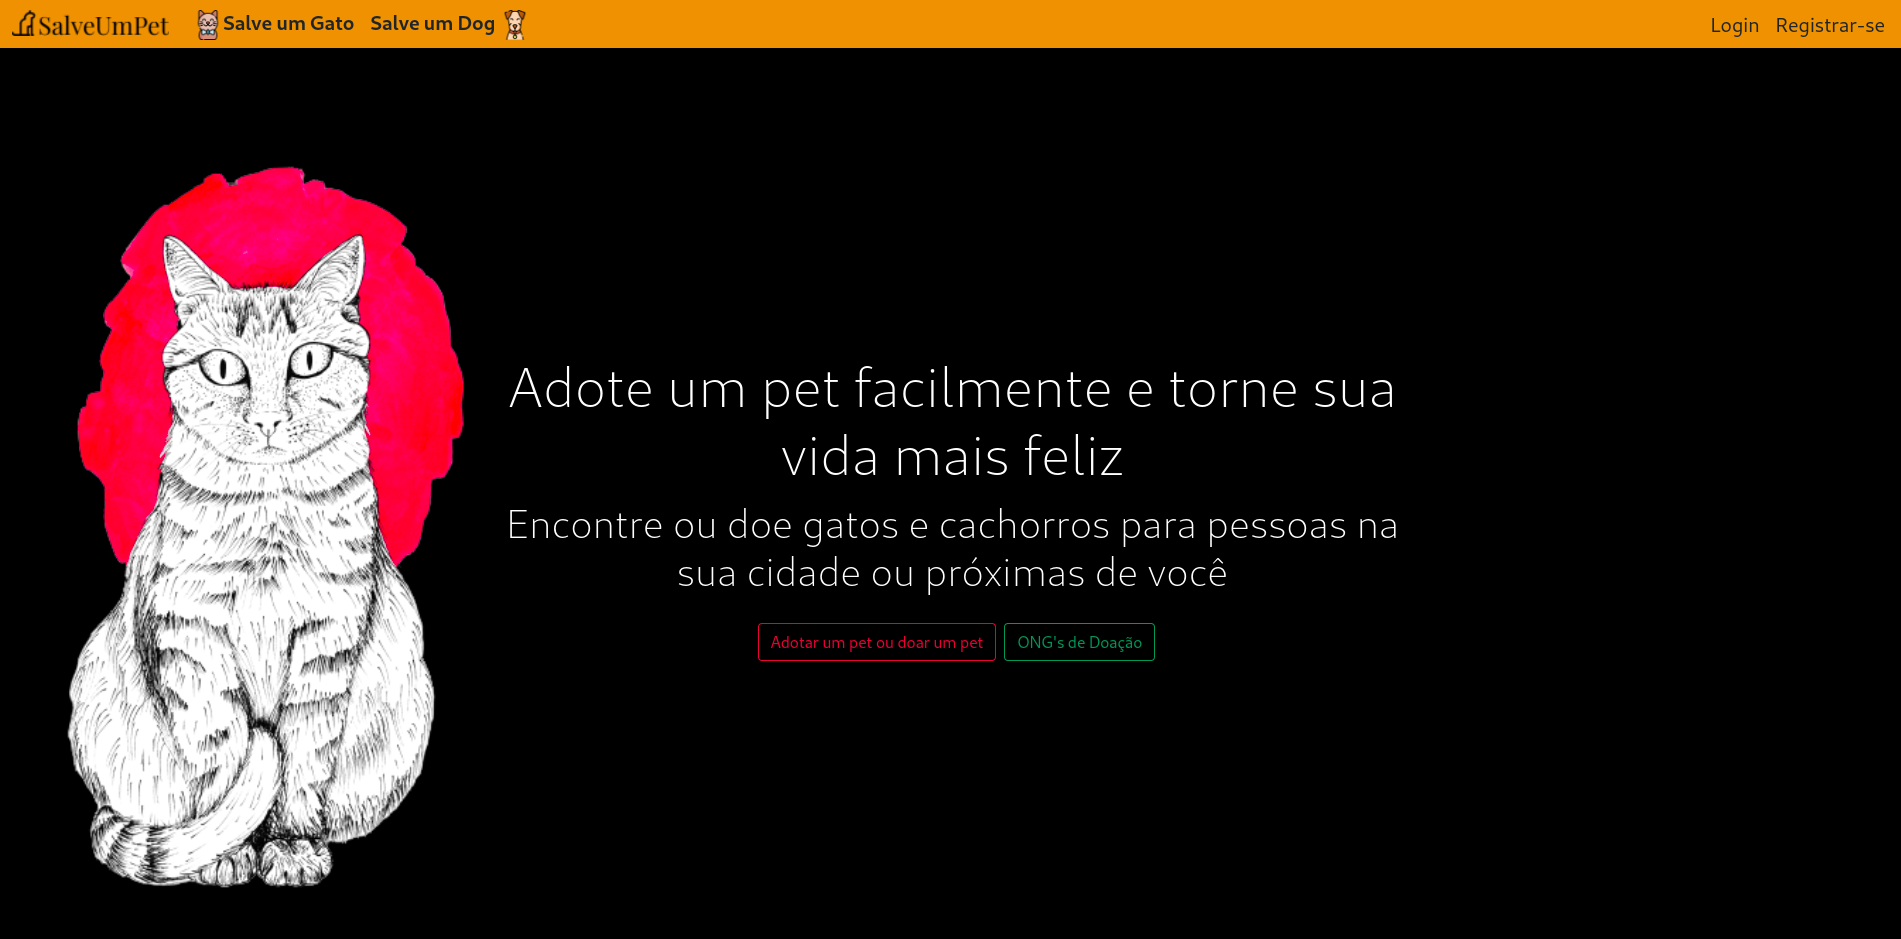 SalveUmPet Salve um Gato Salve um Dog Login Registrar-se
Adote um pet facilmente e torne sua
vida mais feliz
Encontre ou doe gatos e cachorros para pessoas na
sua cidade ou próximas de você
Adotar um pet ou doar um pet ONG's de Doação